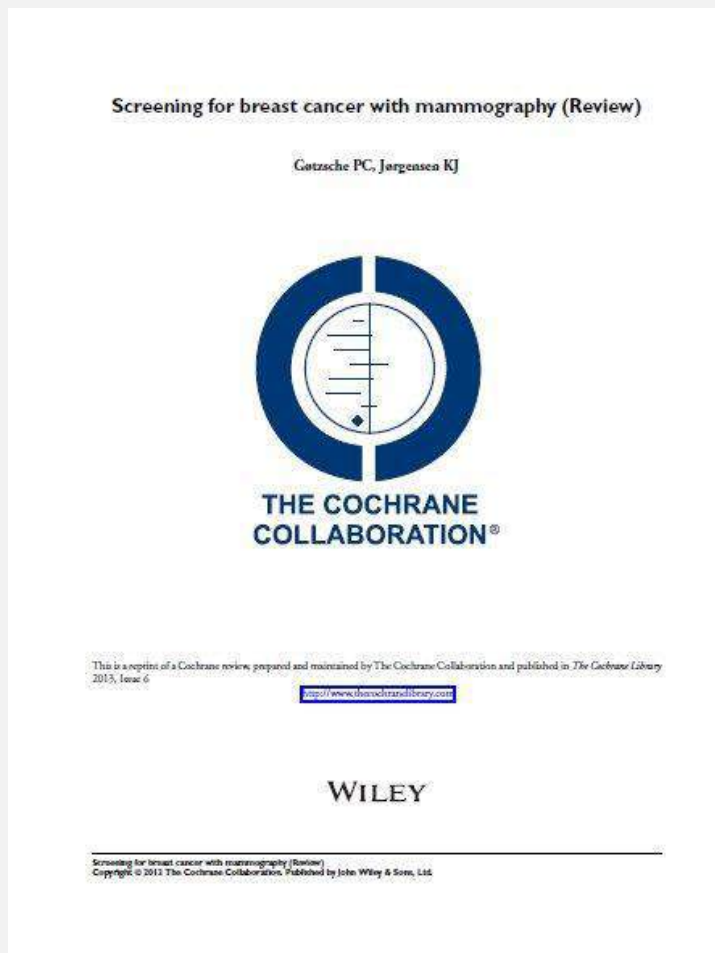 Screening for breast cancer with mammography (Review)
Gøtzsche PC, Jørgensen KJ
THE COCHRANE
COLLABORATION®
This is a reprint of a Cochrane review, prepared and maintained by The Cochrane Collaboration and published in The Cochrane Library
2013, Issue 6
http://www.thecochranelibrary.com
WILEY
Screening for breast cancer with mammography (Review)
Copyright © 2013 The Cochrane Collaboration. Published by John Wiley & Sons, Ltd.